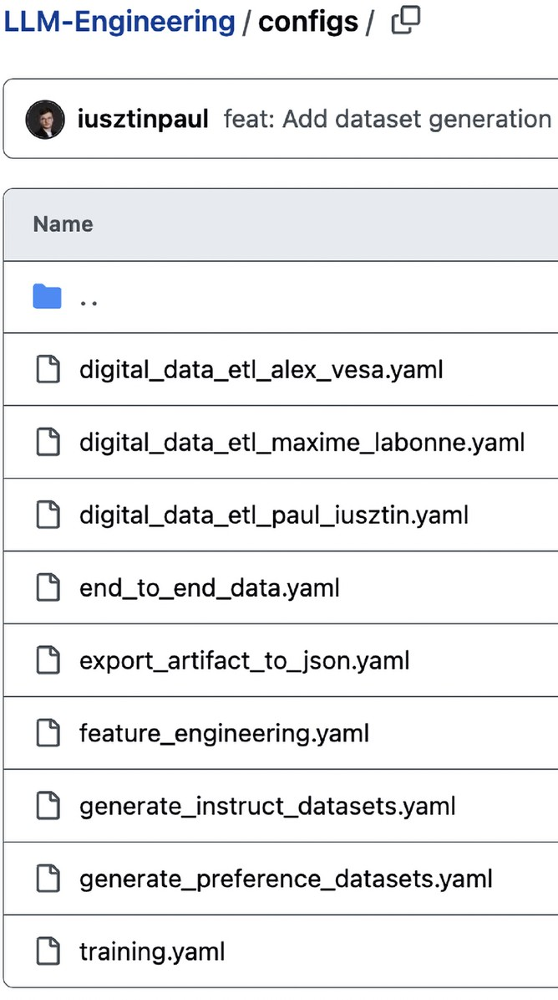 LLM-Engineering / configs /
iusztinpaul feat: Add dataset generation
Name
..
digital_data_etl_alex_vesa.yaml
digital_data_etl_maxime_labonne.yaml
digital_data_etl_paul_iusztin.yaml
end_to_end_data.yaml
export_artifact_to_json.yaml
feature_engineering.yaml
generate_instruct_datasets.yaml
generate_preference_datasets.yaml
training.yaml